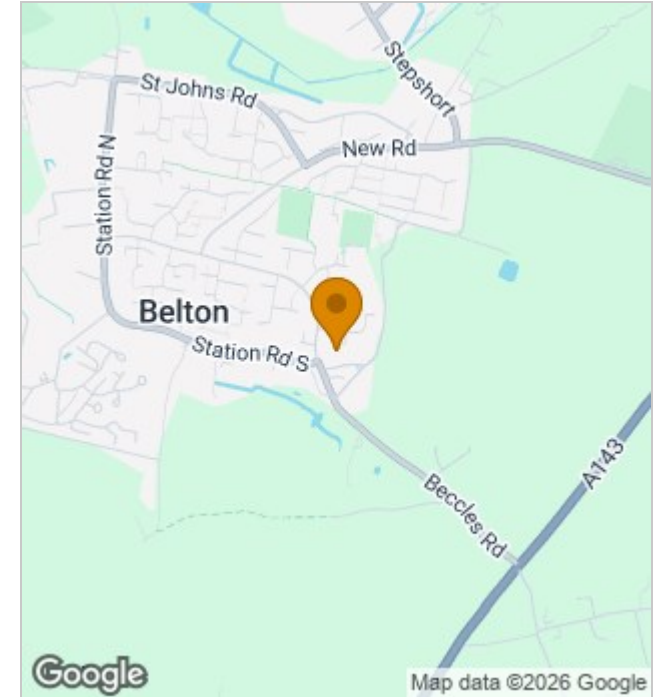 Stepshort
St Johns Rd
New Rd
Station Rd N
Belton
Station Rd S
A143
Beccles Rd
Google
Map data ©2026 Google